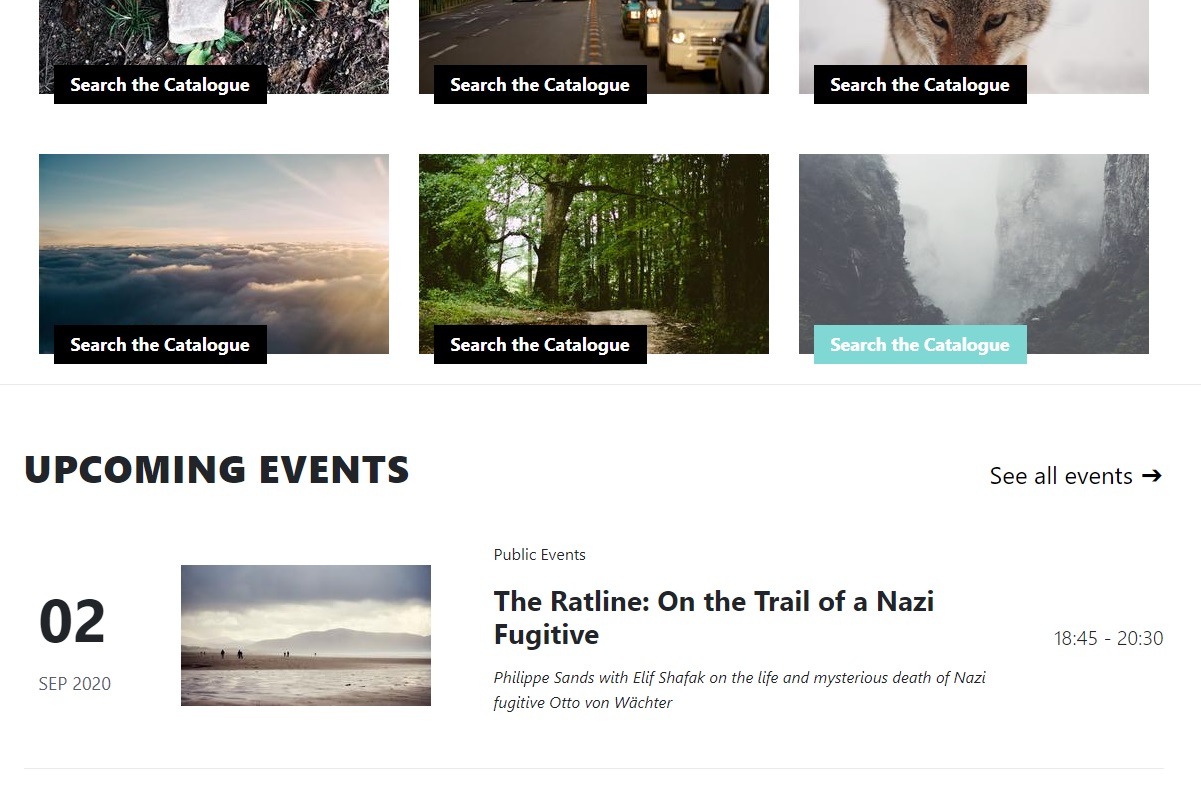 Search the Catalogue
Search the Catalogue
Search the Catalogue
Search the Catalogue
Search the Catalogue
Search the Catalogue
UPCOMING EVENTS
See all events ➔
Public Events
02
SEP 2020
The Ratline: On the Trail of a Nazi
Fugitive
18:45 - 20:30
Philippe Sands with Elif Shafak on the life and mysterious death of Nazi
fugitive Otto von Wächter